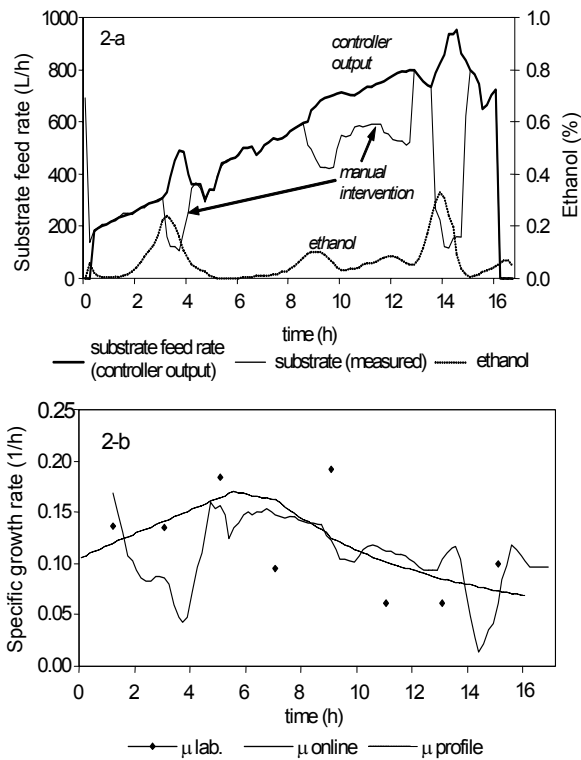 2-a
controller
output
manual
intervention
ethanol
Substrate feed rate (L/h)
1000
800
600
400
200
0
Ethanol (%)
1.0
0.8
0.6
0.4
0.2
0.0
0 2 4 6 8 10 12 14 16
time (h)
substrate feed rate
(controller output)
substrate (measured)
ethanol
2-b
Specific growth rate (1/h)
0.25
0.20
0.15
0.10
0.05
0.00
0 2 4 6 8 10 12 14 16
time (h)
μ lab. μ online μ profile